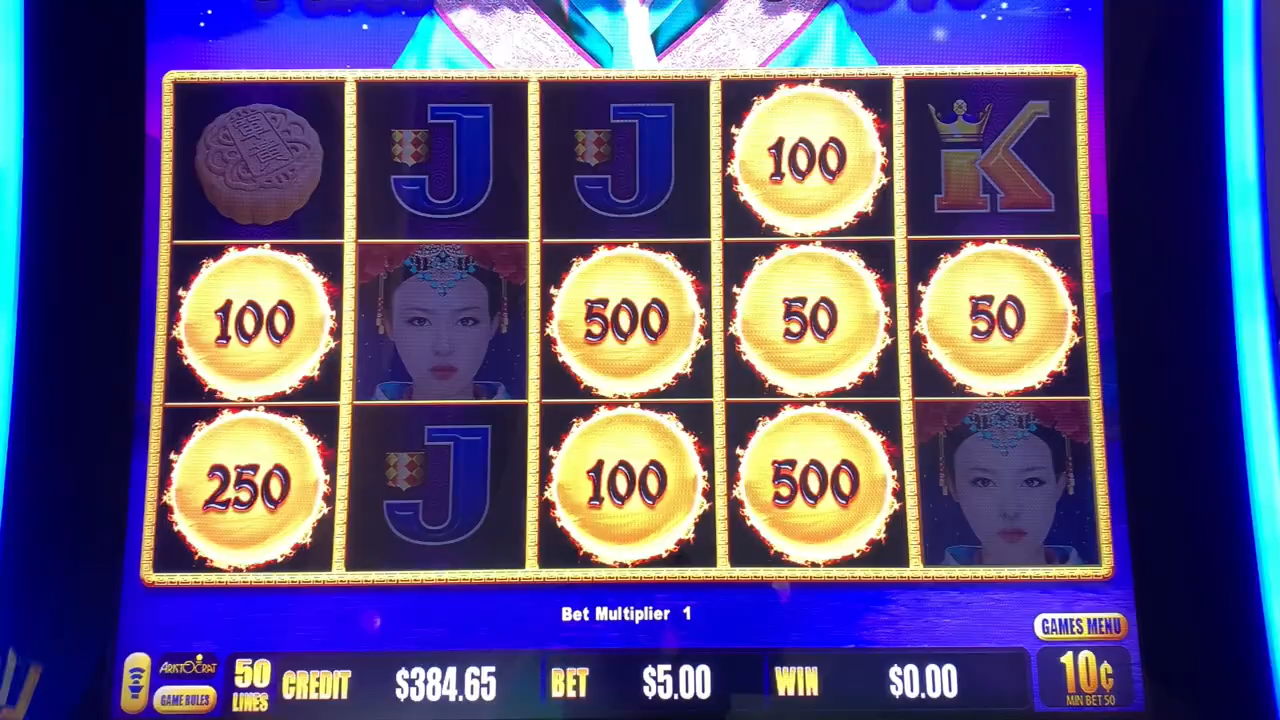 J J 100 K
100 500 50 50
250 J 100 500
Bet Multiplier 1
GAMES MENU
ARISTOCRAT
GAME RULES
50
LINES
CREDIT $384.65 BET $5.00 WIN $0.00
10¢
MIN BET 50